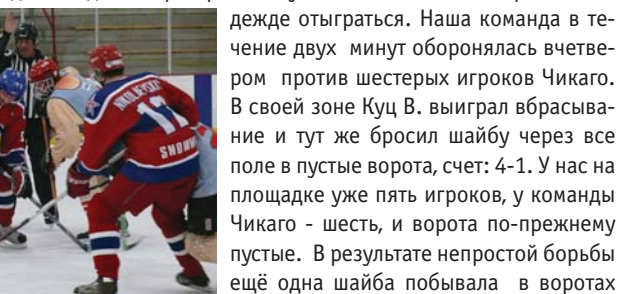 дежде отыграться. Наша команда в те-
чение двух минут оборонялась вчетве-
ром против шестерых игроков Чикаго.
В своей зоне Куц В. выиграл вбрасыва-
ние и тут же бросил шайбу через все
поле в пустые ворота, счет: 4-1. У нас на
площадке уже пять игроков, у команды
Чикаго - шесть, и ворота по-прежнему
пустые. В результате непростой борьбы
ещё одна шайба побывала в воротах
17